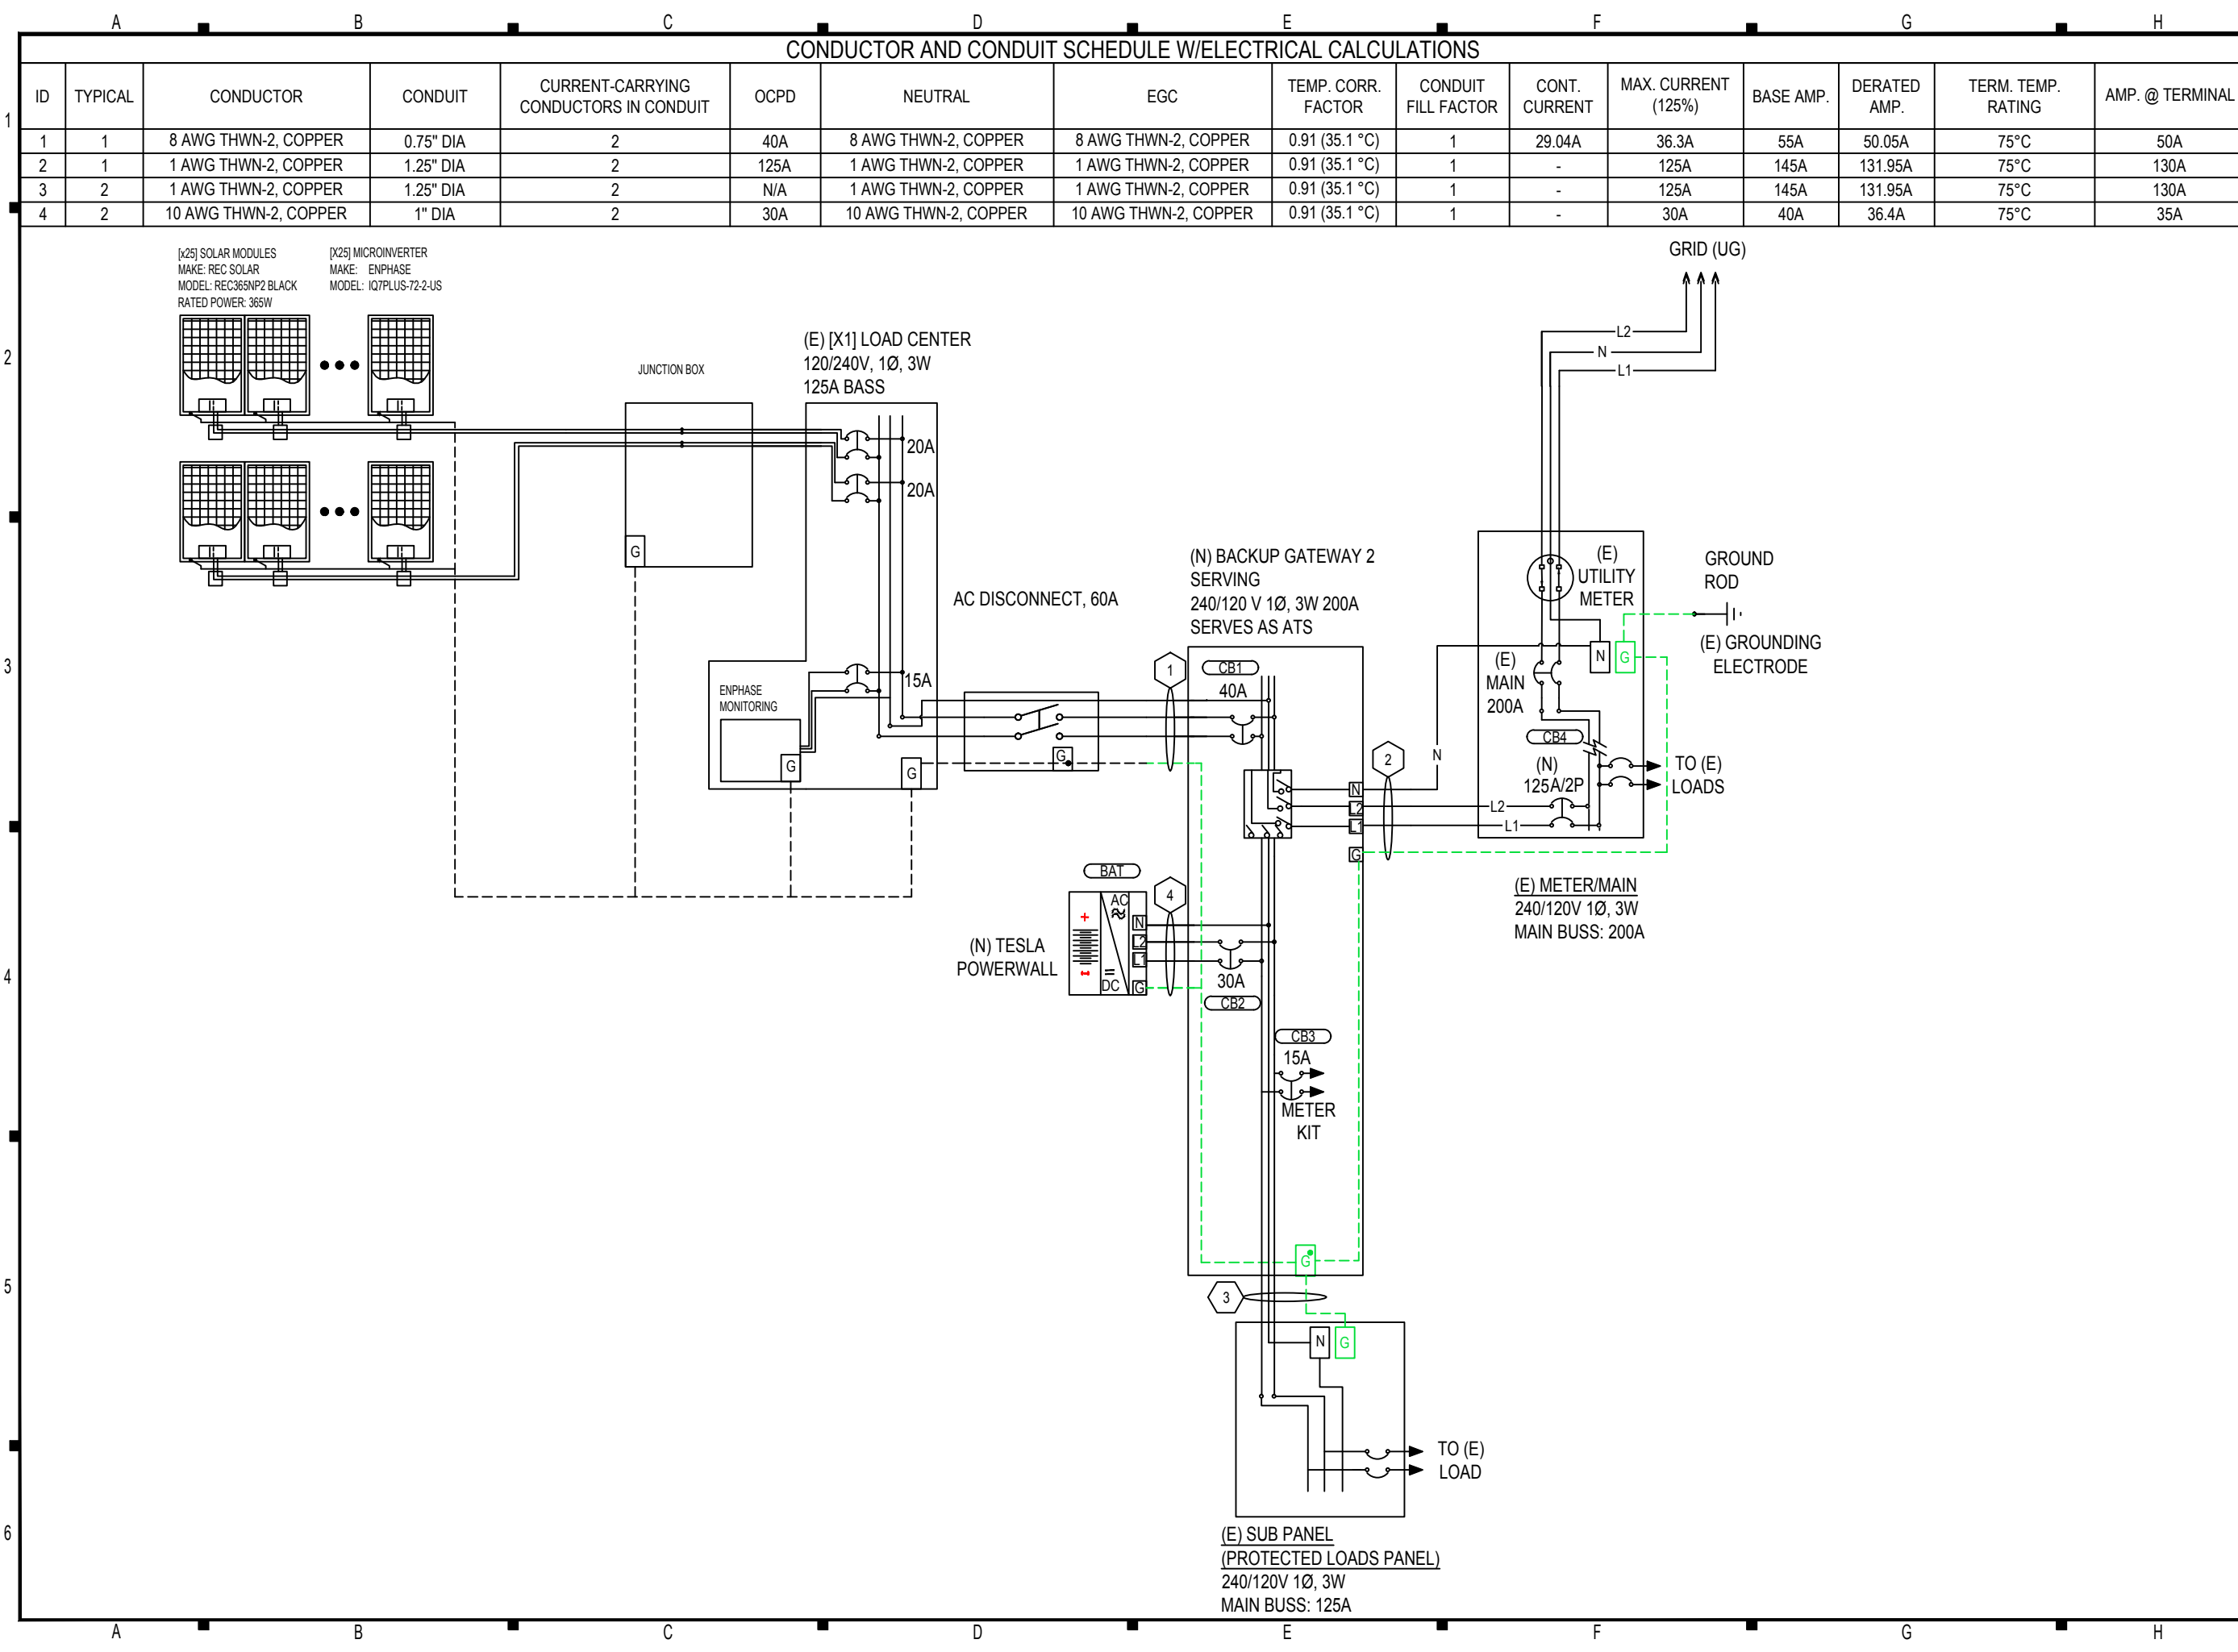 A B C D E F G H
CONDUCTOR AND CONDUIT SCHEDULE W/ELECTRICAL CALCULATIONS
ID TYPICAL CONDUCTOR CONDUIT CURRENT-CARRYING CONDUCTORS IN CONDUIT OCPD NEUTRAL EGC TEMP. CORR. FACTOR CONDUIT FILL FACTOR CONT. CURRENT MAX. CURRENT (125%) BASE AMP. DERATED AMP. TERM. TEMP. RATING AMP. @ TERMINAL
1 1 8 AWG THWN-2, COPPER 0.75" DIA 2 40A 8 AWG THWN-2, COPPER 8 AWG THWN-2, COPPER 0.91 (35.1 °C) 1 29.04A 36.3A 55A 50.05A 75°C 50A
2 1 1 AWG THWN-2, COPPER 1.25" DIA 2 125A 1 AWG THWN-2, COPPER 1 AWG THWN-2, COPPER 0.91 (35.1 °C) 1 - 125A 145A 131.95A 75°C 130A
3 2 1 AWG THWN-2, COPPER 1.25" DIA 2 N/A 1 AWG THWN-2, COPPER 1 AWG THWN-2, COPPER 0.91 (35.1 °C) 1 - 125A 145A 131.95A 75°C 130A
4 2 10 AWG THWN-2, COPPER 1" DIA 2 30A 10 AWG THWN-2, COPPER 10 AWG THWN-2, COPPER 0.91 (35.1 °C) 1 - 30A 40A 36.4A 75°C 35A
1
2
3
4
5
6
[x25] SOLAR MODULES
MAKE: REC SOLAR
MODEL: REC365NP2 BLACK
RATED POWER: 365W
[X25] MICROINVERTER
MAKE: ENPHASE
MODEL: IQ7PLUS-72-2-US
JUNCTION BOX
G
(E) [X1] LOAD CENTER
120/240V, 1Ø, 3W
125A BASS
20A
20A
15A
ENPHASE
MONITORING
G
G
AC DISCONNECT, 60A
G
(N) BACKUP GATEWAY 2
SERVING
240/120 V 1Ø, 3W 200A
SERVES AS ATS
1
CB1
40A
2
N
N
L2
L1
G
GRID (UG)
L2
N
L1
(E)
UTILITY
METER
GROUND
ROD
(E) GROUNDING
ELECTRODE
N
G
(E)
MAIN
200A
CB4
(N)
125A/2P
TO (E)
LOADS
L2
L1
(E) METER/MAIN
240/120V 1Ø, 3W
MAIN BUSS: 200A
BAT
4
AC
DC
N
L2
L1
G
(N) TESLA
POWERWALL
30A
CB2
CB3
15A
METER
KIT
G
3
N
G
TO (E)
LOAD
(E) SUB PANEL
(PROTECTED LOADS PANEL)
240/120V 1Ø, 3W
MAIN BUSS: 125A
A B C D E F G H